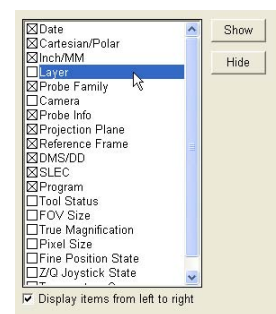 Date
Cartesian/Polar
Inch/MM
Layer
Probe Family
Camera
Probe Info
Projection Plane
Reference Frame
DMS/DD
SLEC
Program
Tool Status
FOV Size
True Magnification
Pixel Size
Fine Position State
Z/Q Joystick State
Show
Hide
Display items from left to right